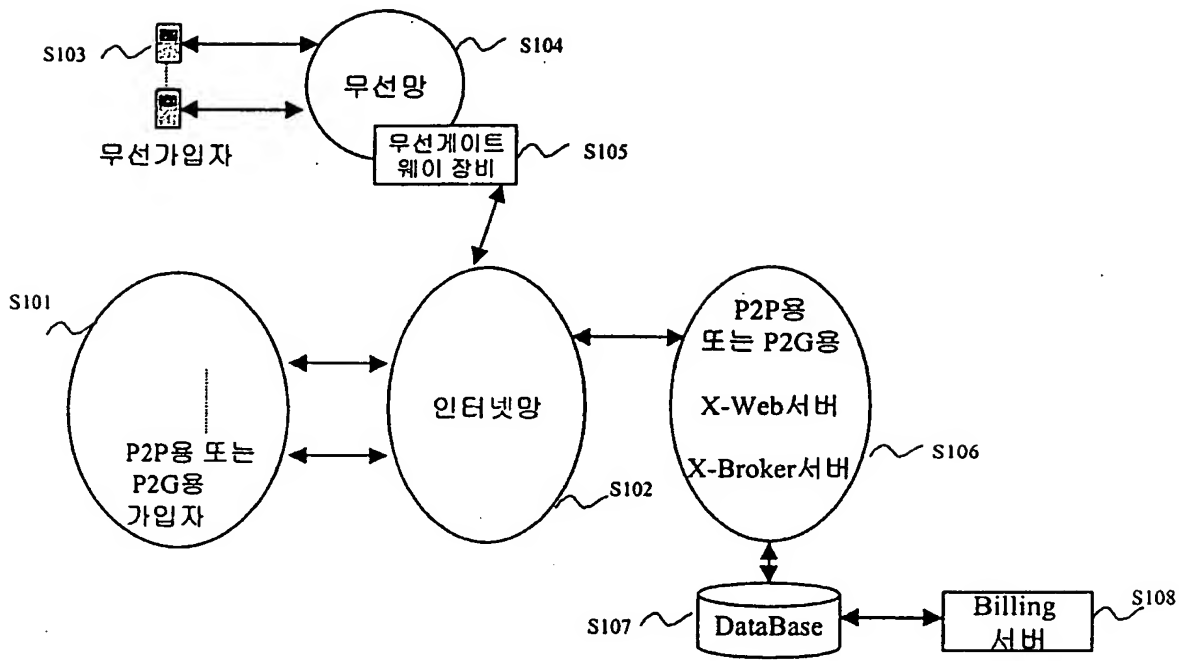 S103
S104
무선망
무선가입자
무선게이트
웨이 장비
S105
S101
P2P용 또는
P2G용
가입자
인터넷망
S102
P2P용
또는 P2G용
X-Web서버
X-Broker서버
S106
S107
DataBase
Billing
서버
S108